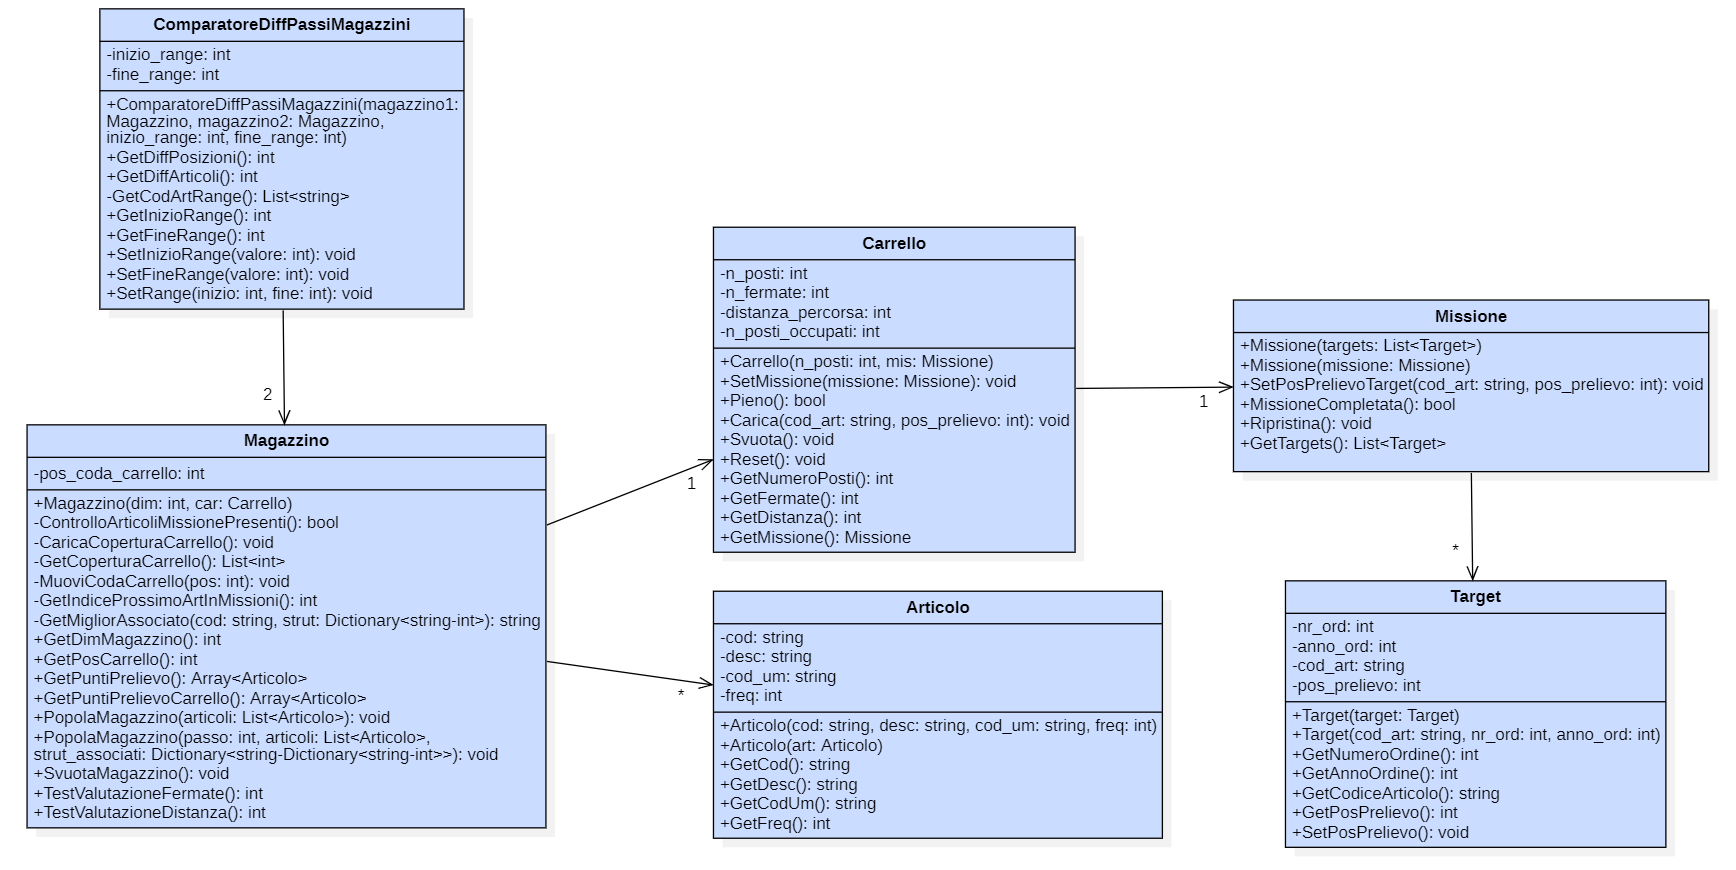 ComparatoreDiffPassiMagazzini
-inizio_range: int
-fine_range: int
+ComparatoreDiffPassiMagazzini(magazzino1:
Magazzino, magazzino2: Magazzino,
inizio_range: int, fine_range: int)
+GetDiffPosizioni(): int
+GetDiffArticoli(): int
-GetCodArtRange(): List<string>
+GetInizioRange(): int
+GetFineRange(): int
+SetInizioRange(valore: int): void
+SetFineRange(valore: int): void
+SetRange(inizio: int, fine: int): void
2
Magazzino
-pos_coda_carrello: int
+Magazzino(dim: int, car: Carrello)
-ControlloArticoliMissionePresenti(): bool
-CaricaCoperturaCarrello(): void
-GetCoperturaCarrello(): List<int>
-MuoviCodaCarrello(pos: int): void
-GetIndiceProssimoArtInMissioni(): int
-GetMigliorAssociato(cod: string, strut: Dictionary<string-int>): string
+GetDimMagazzino(): int
+GetPosCarrello(): int
+GetPuntiPrelievo(): Array<Articolo>
+GetPuntiPrelievoCarrello(): Array<Articolo>
+PopolaMagazzino(articoli: List<Articolo>): void
+PopolaMagazzino(passo: int, articoli: List<Articolo>,
strut_associati: Dictionary<string-Dictionary<string-int>>): void
+SvuotaMagazzino(): void
+TestValutazioneFermate(): int
+TestValutazioneDistanza(): int
1
*
Carrello
-n_posti: int
-n_fermate: int
-distanza_percorsa: int
-n_posti_occupati: int
+Carrello(n_posti: int, mis: Missione)
+SetMissione(missione: Missione): void
+Pieno(): bool
+Carica(cod_art: string, pos_prelievo: int): void
+Svuota(): void
+Reset(): void
+GetNumeroPosti(): int
+GetFermate(): int
+GetDistanza(): int
+GetMissione(): Missione
1
Articolo
-cod: string
-desc: string
-cod_um: string
-freq: int
+Articolo(cod: string, desc: string, cod_um: string, freq: int)
+Articolo(art: Articolo)
+GetCod(): string
+GetDesc(): string
+GetCodUm(): string
+GetFreq(): int
Missione
+Missione(targets: List<Target>)
+Missione(missione: Missione)
+SetPosPrelievoTarget(cod_art: string, pos_prelievo: int): void
+MissioneCompletata(): bool
+Ripristina(): void
+GetTargets(): List<Target>
*
Target
-nr_ord: int
-anno_ord: int
-cod_art: string
-pos_prelievo: int
+Target(target: Target)
+Target(cod_art: string, nr_ord: int, anno_ord: int)
+GetNumeroOrdine(): int
+GetAnnoOrdine(): int
+GetCodiceArticolo(): string
+GetPosPrelievo(): int
+SetPosPrelievo(): void